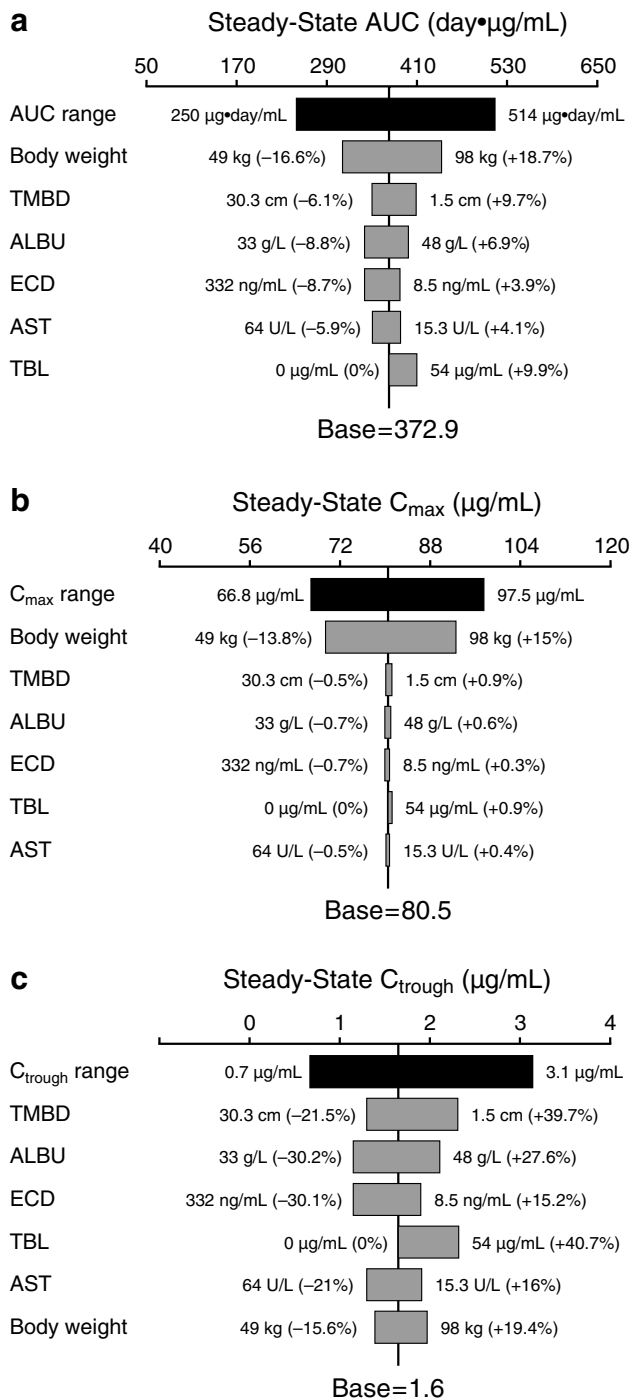 a
Steady-State AUC (day•µg/mL)
50 170 290 410 530 650
AUC range 250 µg•day/mL 514 µg•day/mL
Body weight 49 kg (–16.6%) 98 kg (+18.7%)
TMBD 30.3 cm (–6.1%) 1.5 cm (+9.7%)
ALBU 33 g/L (–8.8%) 48 g/L (+6.9%)
ECD 332 ng/mL (–8.7%) 8.5 ng/mL (+3.9%)
AST 64 U/L (–5.9%) 15.3 U/L (+4.1%)
TBL 0 µg/mL (0%) 54 µg/mL (+9.9%)
Base=372.9
b
Steady-State Cmax (µg/mL)
40 56 72 88 104 120
Cmax range 66.8 µg/mL 97.5 µg/mL
Body weight 49 kg (–13.8%) 98 kg (+15%)
TMBD 30.3 cm (–0.5%) 1.5 cm (+0.9%)
ALBU 33 g/L (–0.7%) 48 g/L (+0.6%)
ECD 332 ng/mL (–0.7%) 8.5 ng/mL (+0.3%)
TBL 0 µg/mL (0%) 54 µg/mL (+0.9%)
AST 64 U/L (–0.5%) 15.3 U/L (+0.4%)
Base=80.5
c
Steady-State Ctrough (µg/mL)
0 1 2 3 4
Ctrough range 0.7 µg/mL 3.1 µg/mL
TMBD 30.3 cm (–21.5%) 1.5 cm (+39.7%)
ALBU 33 g/L (–30.2%) 48 g/L (+27.6%)
ECD 332 ng/mL (–30.1%) 8.5 ng/mL (+15.2%)
TBL 0 µg/mL (0%) 54 µg/mL (+40.7%)
AST 64 U/L (–21%) 15.3 U/L (+16%)
Body weight 49 kg (–15.6%) 98 kg (+19.4%)
Base=1.6